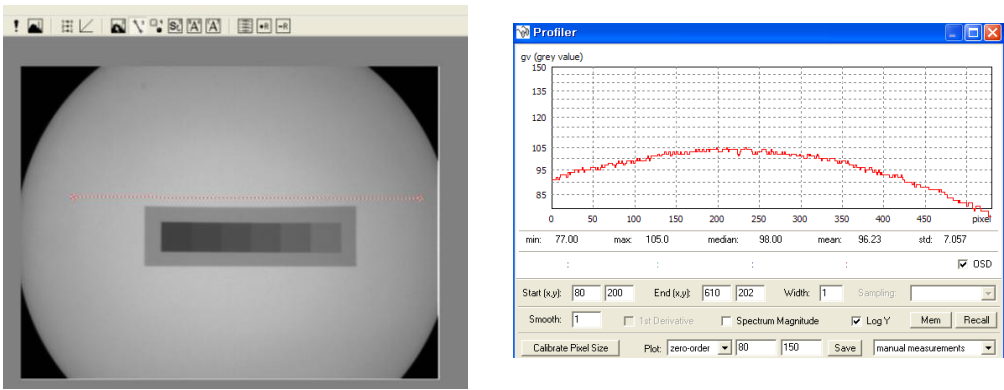 Profiler
gv (grey value)
150
135
120
105
95
85
0 50 100 150 200 250 300 350 400 450 pixel
min: 77.00 max: 105.0 median: 98.00 mean: 96.23 std: 7.057
: : : : OSD
Start (x,y): 80 200 End (x,y): 610 202 Width: 1 Sampling:
Smooth: 1 1st Derivative Spectrum Magnitude Log Y Mem Recall
Calibrate Pixel Size Plot: zero-order 80 150 Save manual measurements